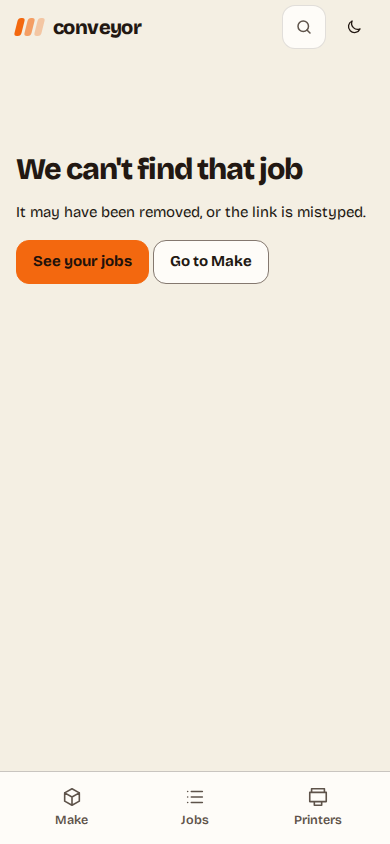 conveyor
We can't find that job
It may have been removed, or the link is mistyped.
See your jobs
Go to Make
Make
Jobs
Printers